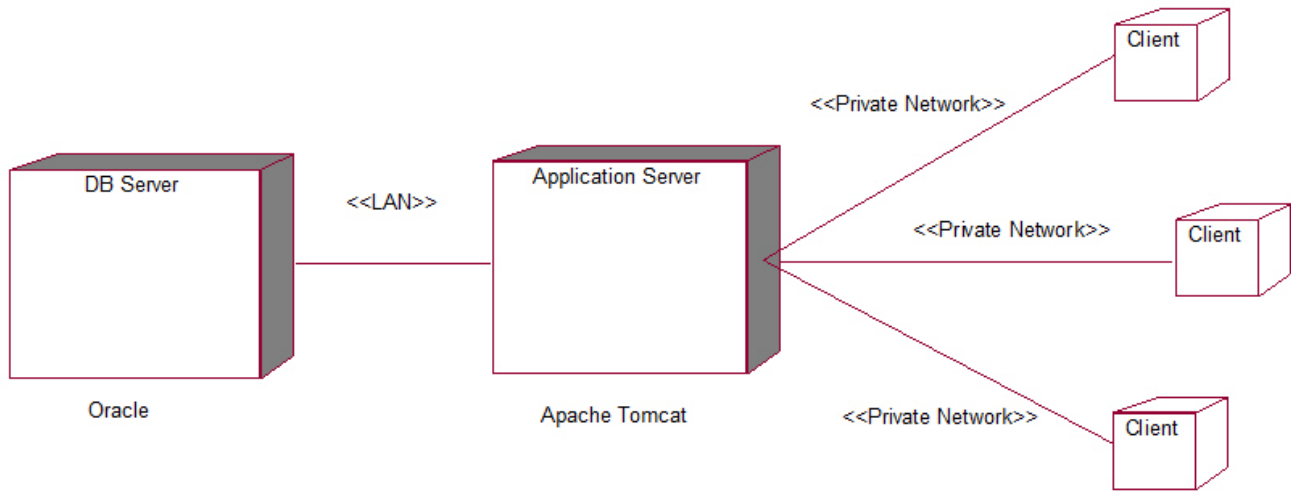 Client
<<Private Network>>
DB Server
Application Server
<<LAN>>
<<Private Network>>
Client
Oracle
Apache Tomcat
<<Private Network>>
Client